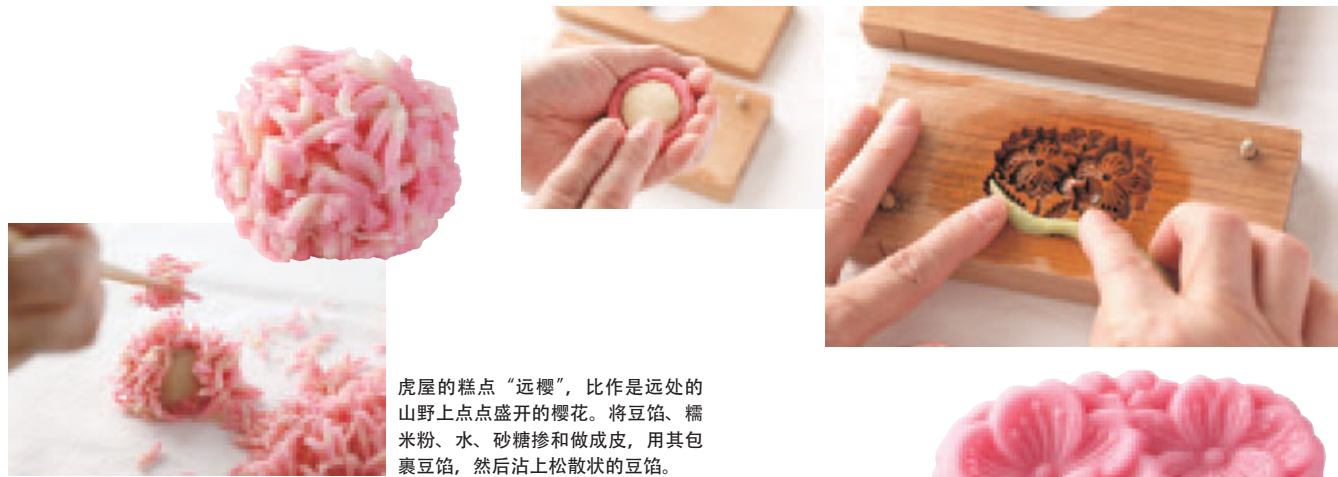 虎屋的糕点“远樱”，比作是远处的
山野上点点盛开的樱花。将豆馅、糯
米粉、水、砂糖掺和做成皮，用其包
裹豆馅，然后沾上松散状的豆馅。